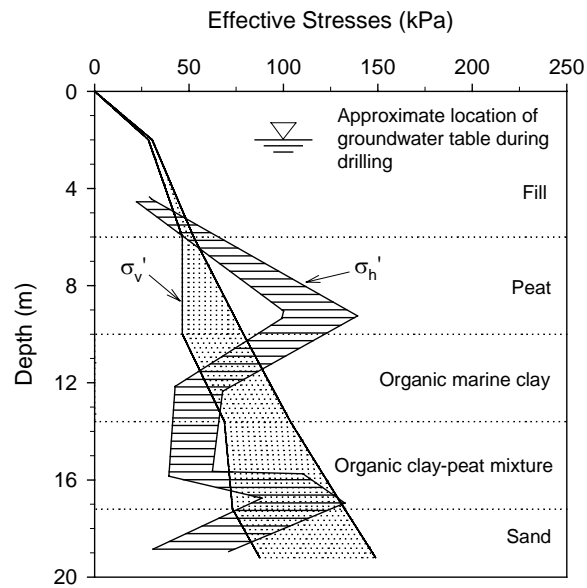 Effective Stresses (kPa)
0 50 100 150 200 250
0
4
8
12
16
20
Depth (m)
Approximate location of
groundwater table during
drilling
Fill
σv'
σh'
Peat
Organic marine clay
Organic clay-peat mixture
Sand